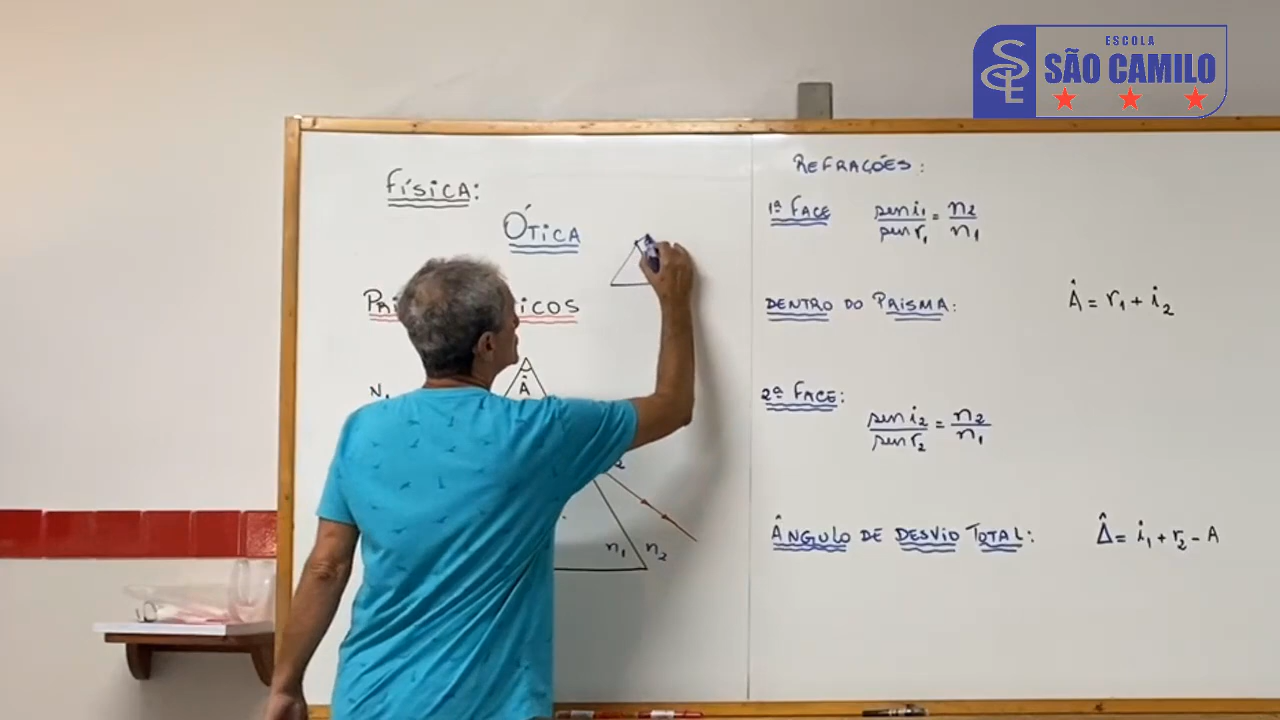 ESCOLA
SÃO CAMILO
FÍSICA:
ÓTICA
ICOS
N
Â
n₁ n₂
REFRAÇÕES:
1ª FACE sen i₁ / sen r₁ = n₂ / n₁
DENTRO DO PRISMA: Â = r₁ + i₂
2ª FACE: sen i₂ / sen r₂ = n₂ / n₁
ÂNGULO DE DESVIO TOTAL: Δ̂ = i₁ + r₂ - A